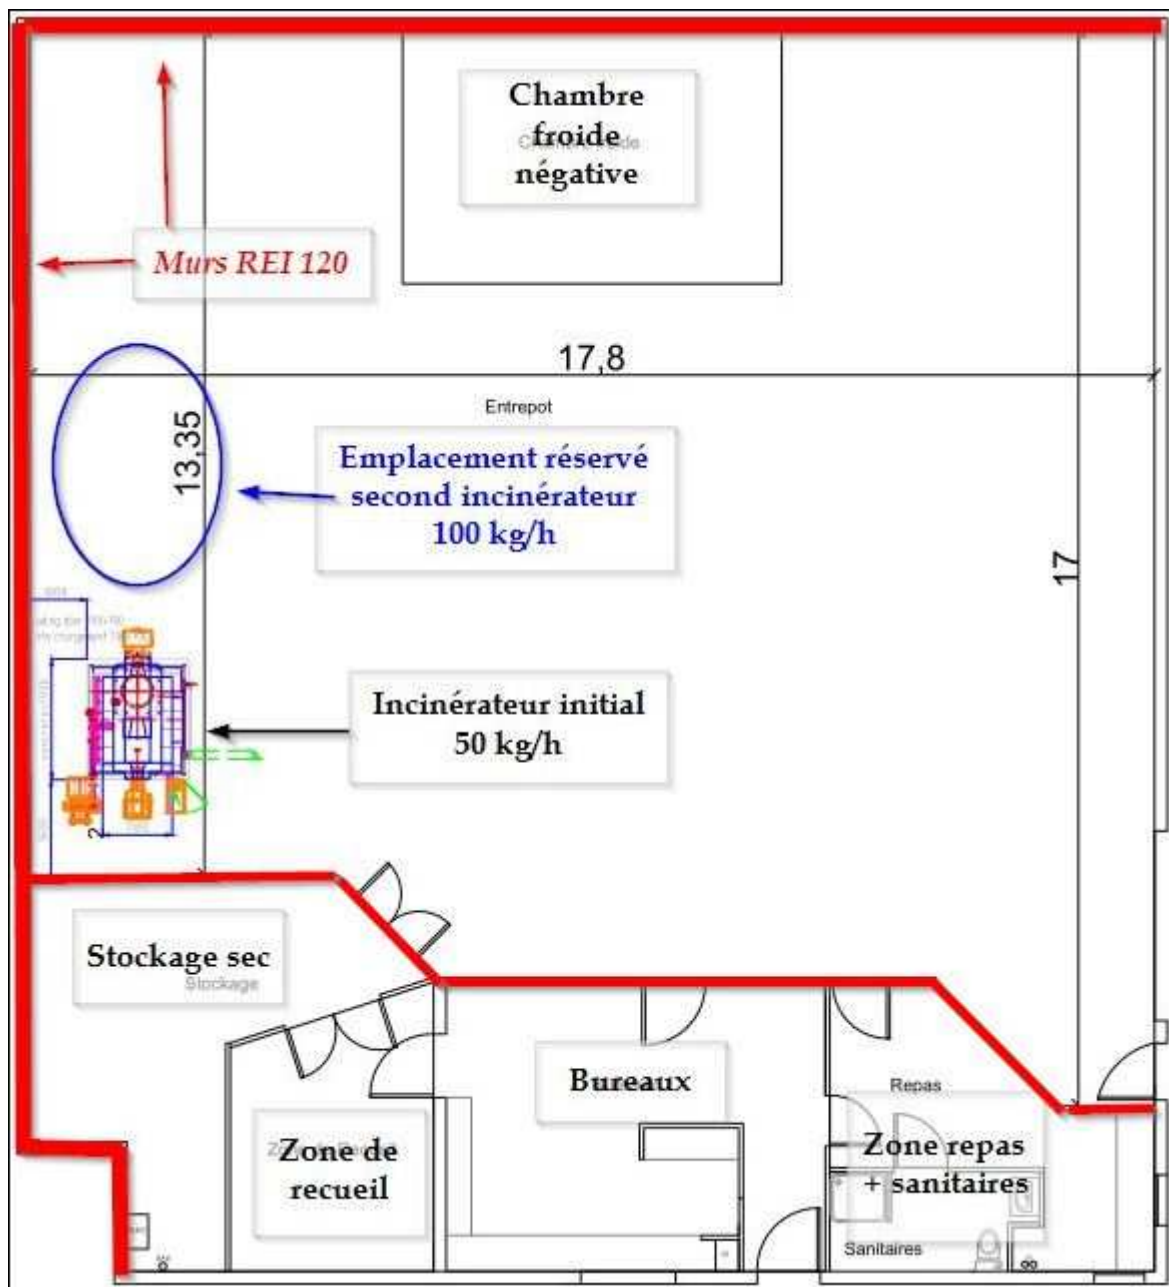 Chambre
froide
négative
Murs REI 120
17,8
Entrepot
13,35
Emplacement réservé
second incinérateur
100 kg/h
17
Incinérateur initial
50 kg/h
2
Stockage sec
Stockage
Bureaux
Repas
Zone de
recueil
Zone repas
+ sanitaires
Sanitaires